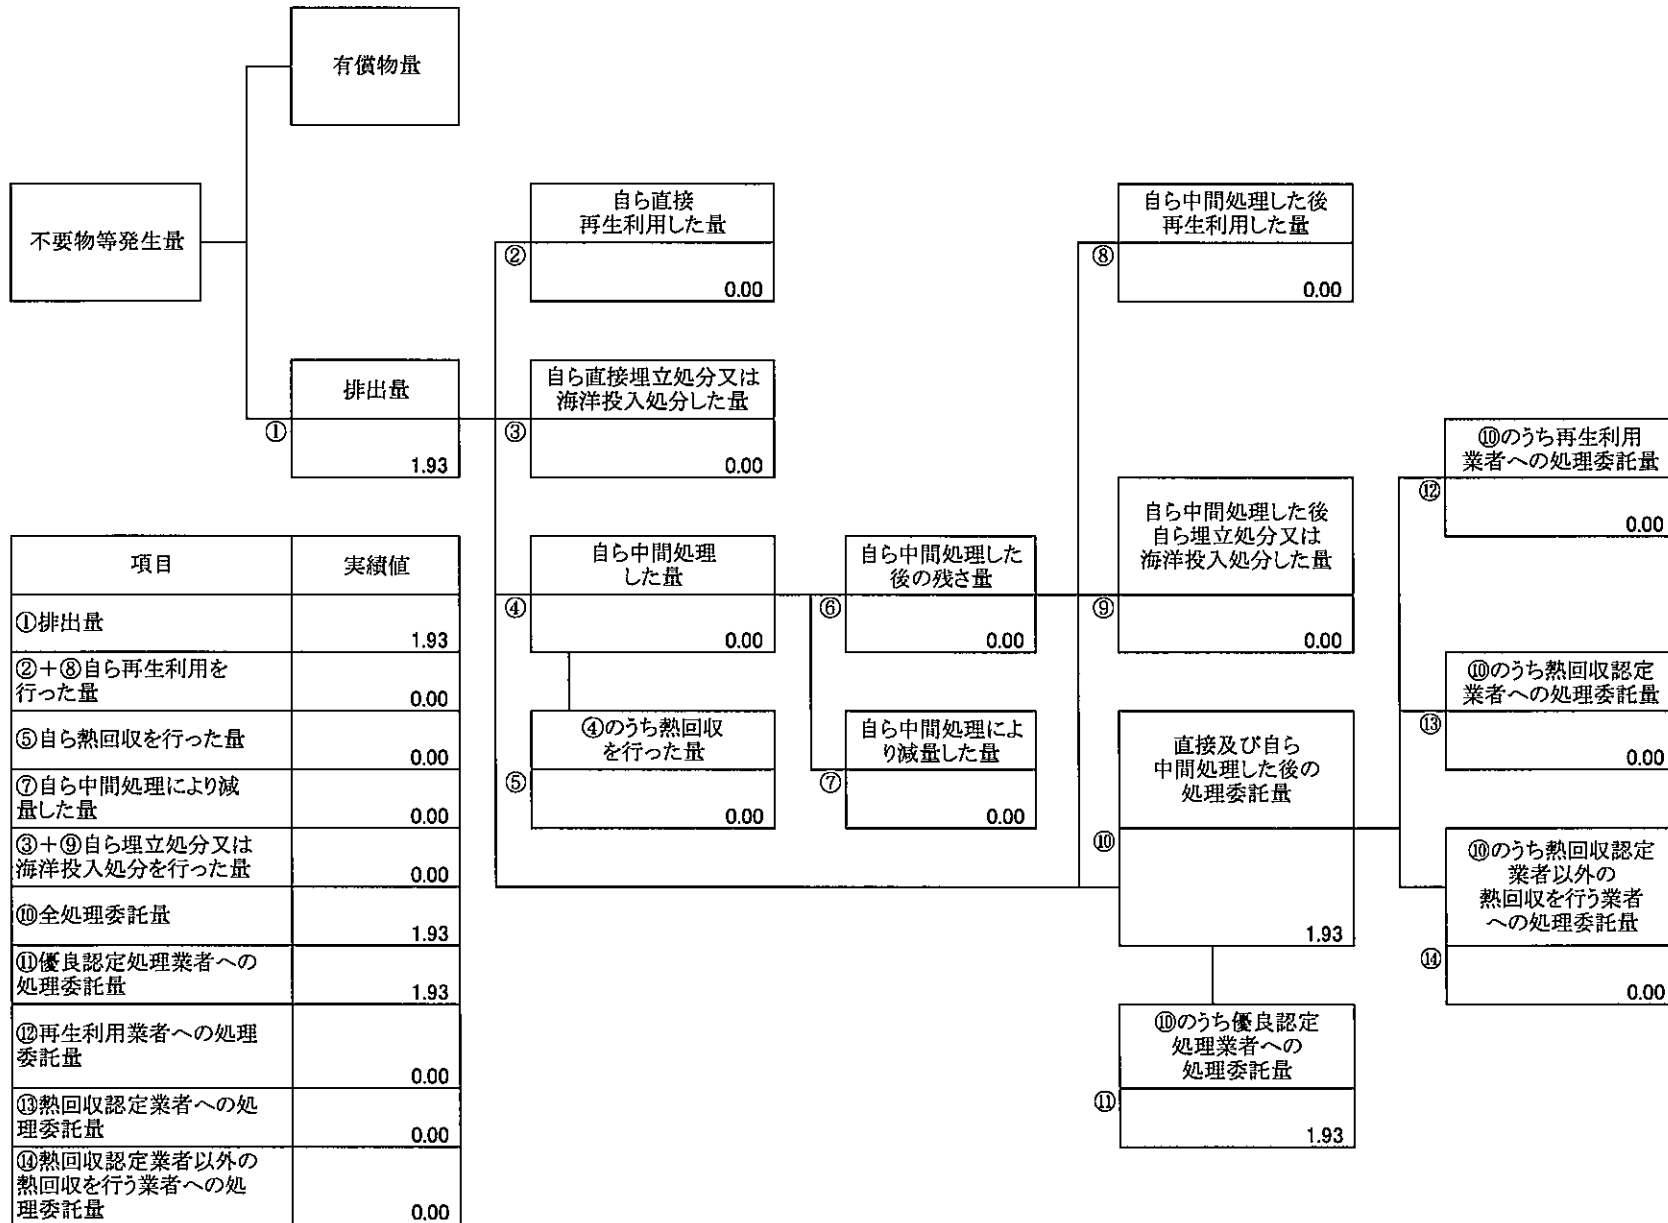 有償物量
不要物等発生量
自ら直接
再生利用した量
②
0.00
自ら中間処理した後
再生利用した量
⑧
0.00
排出量
①
1.93
自ら直接埋立処分又は
海洋投入処分した量
③
0.00
⑩のうち再生利用
業者への処理委託量
⑫
0.00
自ら中間処理
した量
④
0.00
自ら中間処理した
後の残さ量
⑥
0.00
自ら中間処理した後
自ら埋立処分又は
海洋投入処分した量
⑨
0.00
⑩のうち熱回収認定
業者への処理委託量
⑬
0.00
④のうち熱回収
を行った量
⑤
0.00
自ら中間処理によ
り減量した量
⑦
0.00
直接及び自ら
中間処理した後の
処理委託量
⑩
1.93
⑩のうち熱回収認定
業者以外の
熱回収を行う業者
への処理委託量
⑭
0.00
⑩のうち優良認定
処理業者への
処理委託量
⑪
1.93
項目 実績値
①排出量
1.93
②+⑧自ら再生利用を
行った量
0.00
⑤自ら熱回収を行った量
0.00
⑦自ら中間処理により減
量した量
0.00
③+⑨自ら埋立処分又は
海洋投入処分を行った量
0.00
⑩全処理委託量
1.93
⑪優良認定処理業者への
処理委託量
1.93
⑫再生利用業者への処理
委託量
0.00
⑬熱回収認定業者への処
理委託量
0.00
⑭熱回収認定業者以外の
熱回収を行う業者への処
理委託量
0.00